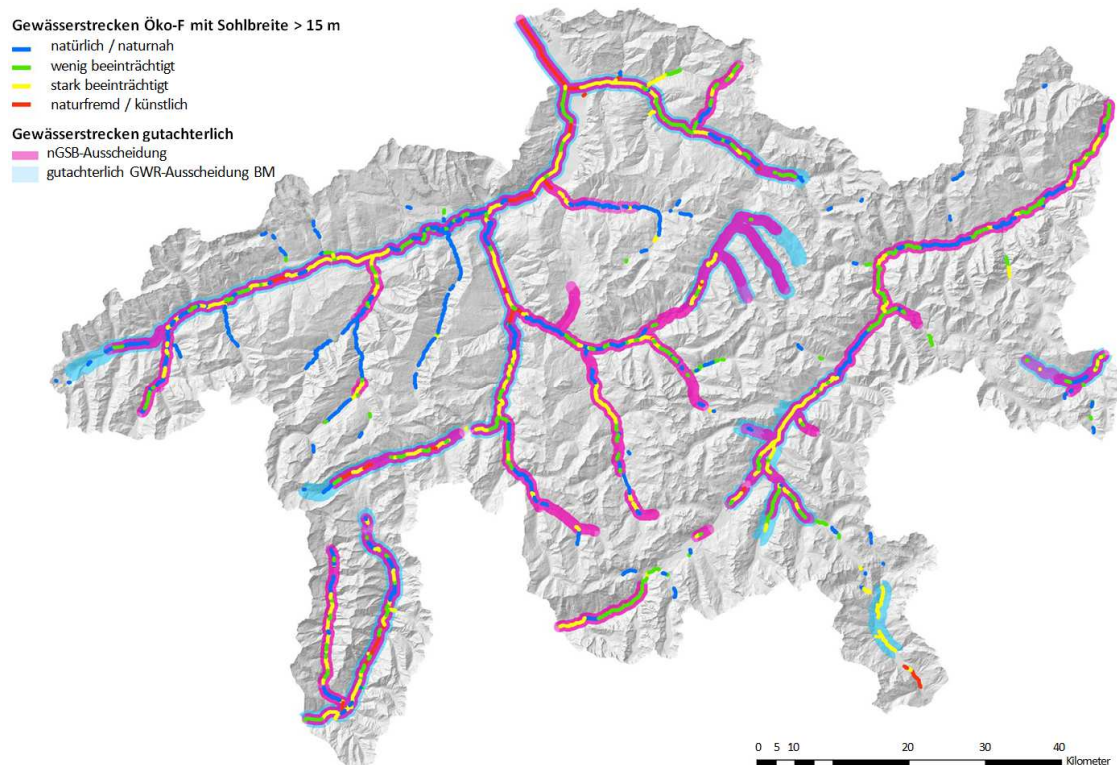 Gewässerstrecken Öko-F mit Sohlbreite > 15 m
natürlich / naturnah
wenig beeinträchtigt
stark beeinträchtigt
naturfremd / künstlich
Gewässerstrecken gutachterlich
nGSB-Ausscheidung
gutachterlich GWR-Ausscheidung BM
0 5 10 20 30 40
Kilometer